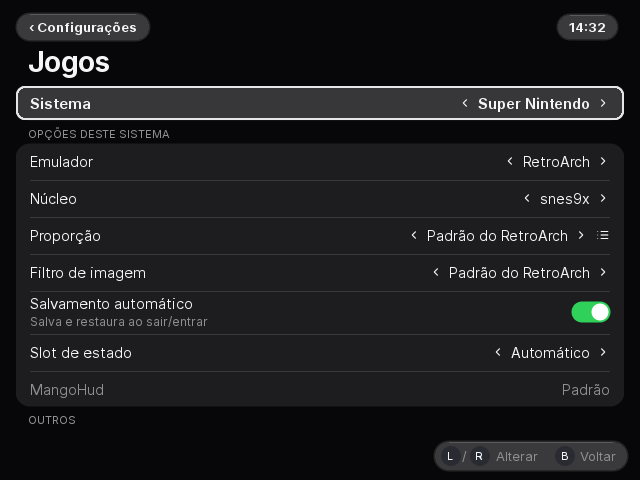 ‹ Configurações
14:32
Jogos
Sistema ‹ Super Nintendo ›
OPÇÕES DESTE SISTEMA
Emulador ‹ RetroArch ›
Núcleo ‹ snes9x ›
Proporção ‹ Padrão do RetroArch ›
Filtro de imagem ‹ Padrão do RetroArch ›
Salvamento automático
Salva e restaura ao sair/entrar
Slot de estado ‹ Automático ›
MangoHud Padrão
OUTROS
L / R Alterar B Voltar